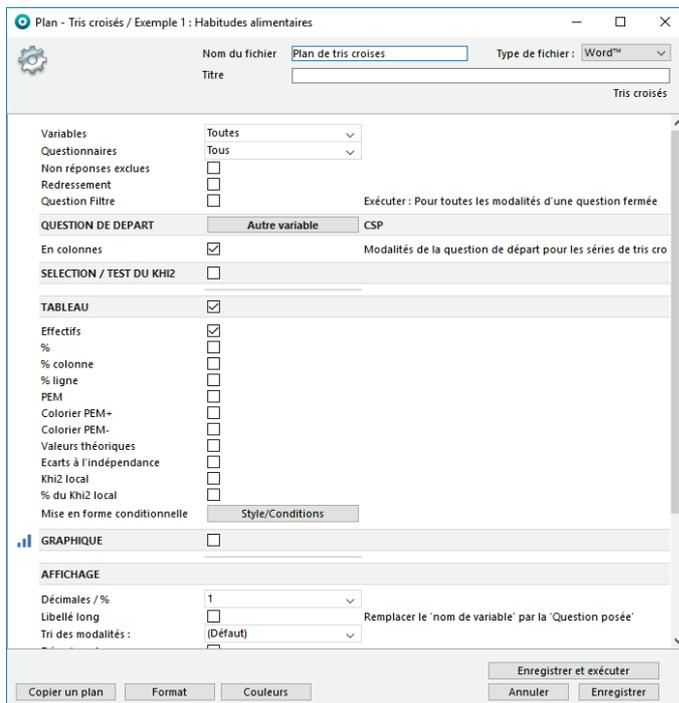 Plan - Tris croisés / Exemple 1 : Habitudes alimentaires
Nom du fichier Plan de tris croises Type de fichier : Word™
Titre
Tris croisés
Variables Toutes
Questionnaires Tous
Non réponses exclues
Redressement
Question Filtre Exécuter : Pour toutes les modalités d'une question fermée
QUESTION DE DEPART Autre variable CSP
En colonnes Modalités de la question de départ pour les séries de tris cro
SELECTION / TEST DU KHI2
TABLEAU
Effectifs
%
% colonne
% ligne
PEM
Colorier PEM+
Colorier PEM-
Valeurs théoriques
Ecarts à l'indépendance
Khi2 local
% du Khi2 local
Mise en forme conditionnelle Style/Conditions
GRAPHIQUE
AFFICHAGE
Décimales / % 1
Libellé long Remplacer le 'nom de variable' par la 'Question posée'
Tri des modalités : (Défaut)
Enregistrer et exécuter
Copier un plan Format Couleurs Annuler Enregistrer